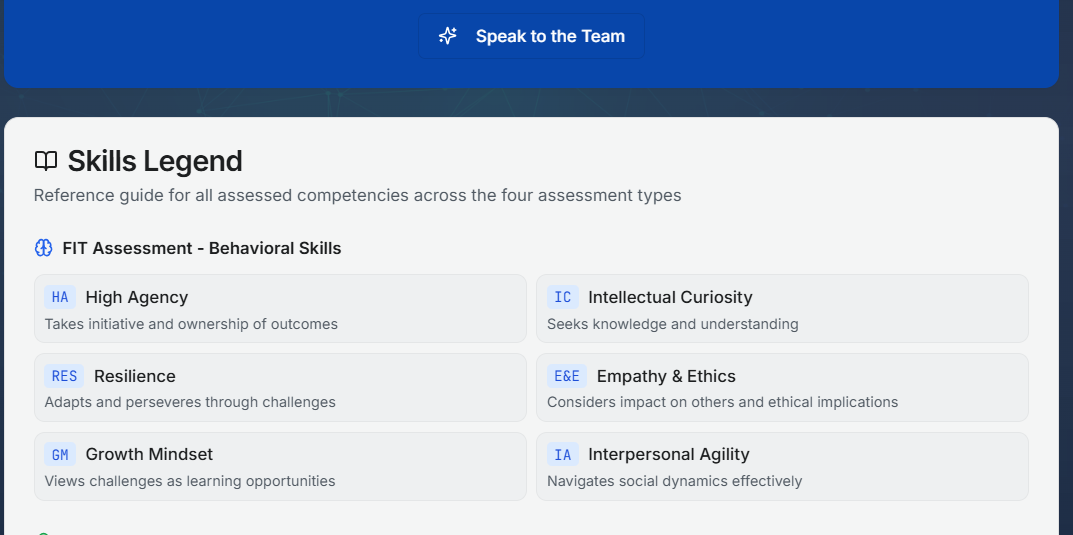 Speak to the Team
Skills Legend
Reference guide for all assessed competencies across the four assessment types
FIT Assessment - Behavioral Skills
HA High Agency
Takes initiative and ownership of outcomes
IC Intellectual Curiosity
Seeks knowledge and understanding
RES Resilience
Adapts and perseveres through challenges
E&E Empathy & Ethics
Considers impact on others and ethical implications
GM Growth Mindset
Views challenges as learning opportunities
IA Interpersonal Agility
Navigates social dynamics effectively